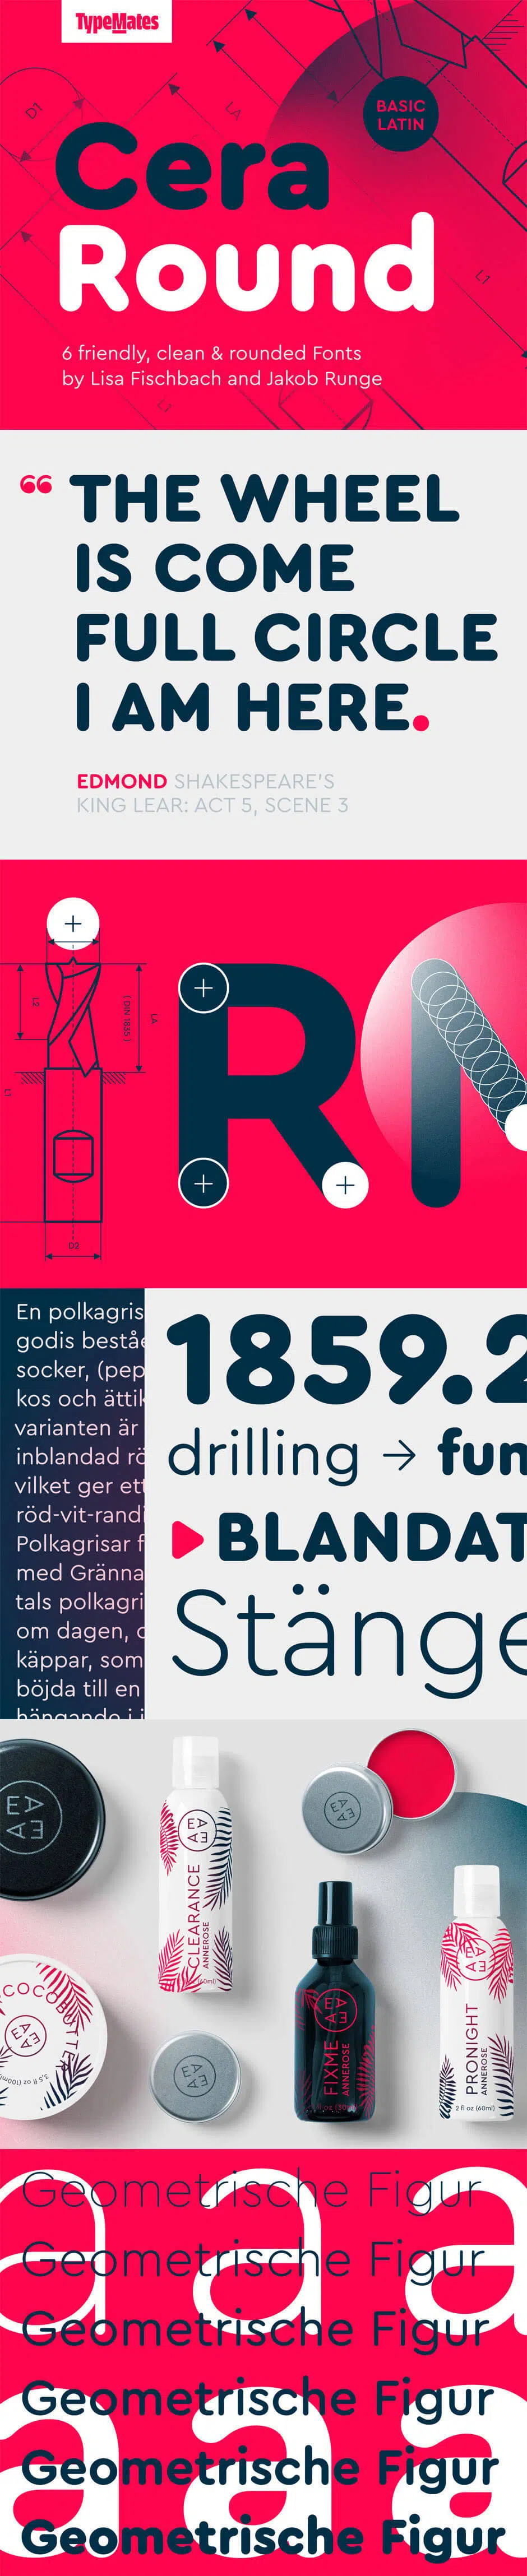 TypeMates
D1
LA
BASIC
LATIN
Cera
Round
L1
6 friendly, clean & rounded Fonts
by Lisa Fischbach and Jakob Runge
L1
“ THE WHEEL
IS COME
FULL CIRCLE
I AM HERE.
EDMOND SHAKESPEARE'S
KING LEAR: ACT 5, SCENE 3
L2
( DIN 1835 )
LA
L1
D2
R
En polkagris
godis beståe
socker, (pep
kos och ättik
varianten är
inblandad rö
vilket ger ett
röd-vit-randi
Polkagrisar f
med Gränna
tals polkagri
om dagen, o
käppar, som
böjda till en
hängande i j
1859.2
drilling → fun
▶ BLANDAT
Stänge
EA
CLEARANCE
ANNEROSE
(60ml)
COCOBUTTER
3.5 fl oz (100ml)
FIXME
ANNEROSE
PRONIGHT
ANNEROSE
2 fl oz (60ml)
a a a
Geometrische Figur
Geometrische Figur
Geometrische Figur
a a a
Geometrische Figur
Geometrische Figur
Geometrische Figur